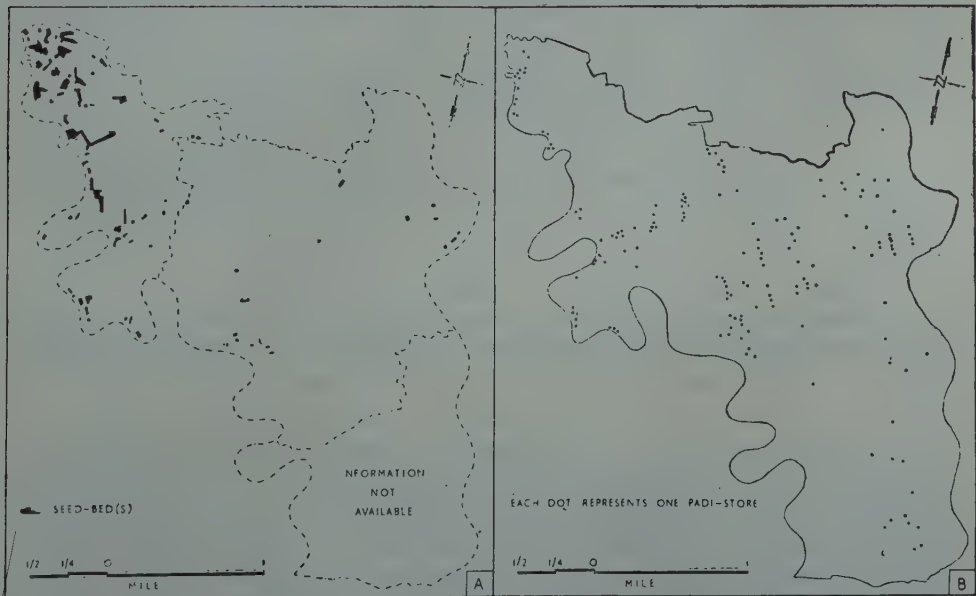 N
N
NFORMATION
NOT
AVAILABLE
SEED-BED(S)
1/2 1/4 0 1
MILE
A
EACH DOT REPRESENTS ONE PADI-STORE
1/2 1/4 0 1
MILE
B